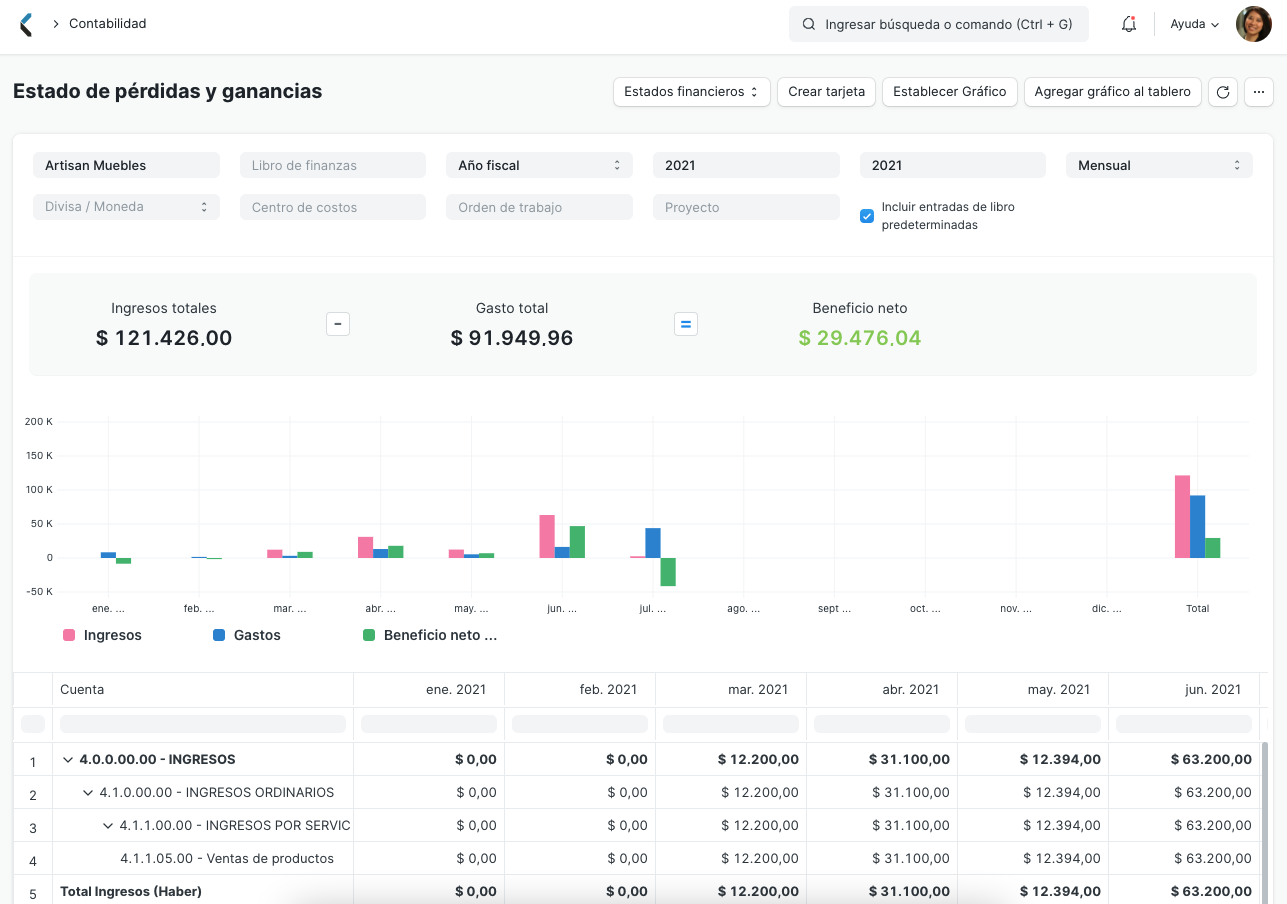 Contabilidad
Ingresar búsqueda o comando (Ctrl + G)
Ayuda
Estado de pérdidas y ganancias
Estados financieros
Crear tarjeta
Establecer Gráfico
Agregar gráfico al tablero
Artisan Muebles
Libro de finanzas
Año fiscal
2021
2021
Mensual
Divisa / Moneda
Centro de costos
Orden de trabajo
Proyecto
Incluir entradas de libro
predeterminadas
Ingresos totales
$ 121.426,00
-
Gasto total
$ 91.949,96
=
Beneficio neto
$ 29.476,04
200 K
150 K
100 K
50 K
0
-50 K
ene. ... feb. ... mar. ... abr. ... may. ... jun. ... jul. ... ago. ... sept ... oct. ... nov. ... dic. ... Total
Ingresos Gastos Beneficio neto ...
Cuenta ene. 2021 feb. 2021 mar. 2021 abr. 2021 may. 2021 jun. 2021
1 4.0.0.00.00 - INGRESOS $ 0,00 $ 0,00 $ 12.200,00 $ 31.100,00 $ 12.394,00 $ 63.200,00
2 4.1.0.00.00 - INGRESOS ORDINARIOS $ 0,00 $ 0,00 $ 12.200,00 $ 31.100,00 $ 12.394,00 $ 63.200,00
3 4.1.1.00.00 - INGRESOS POR SERVIC $ 0,00 $ 0,00 $ 12.200,00 $ 31.100,00 $ 12.394,00 $ 63.200,00
4 4.1.1.05.00 - Ventas de productos $ 0,00 $ 0,00 $ 12.200,00 $ 31.100,00 $ 12.394,00 $ 63.200,00
5 Total Ingresos (Haber) $ 0,00 $ 0,00 $ 12.200,00 $ 31.100,00 $ 12.394,00 $ 63.200,00